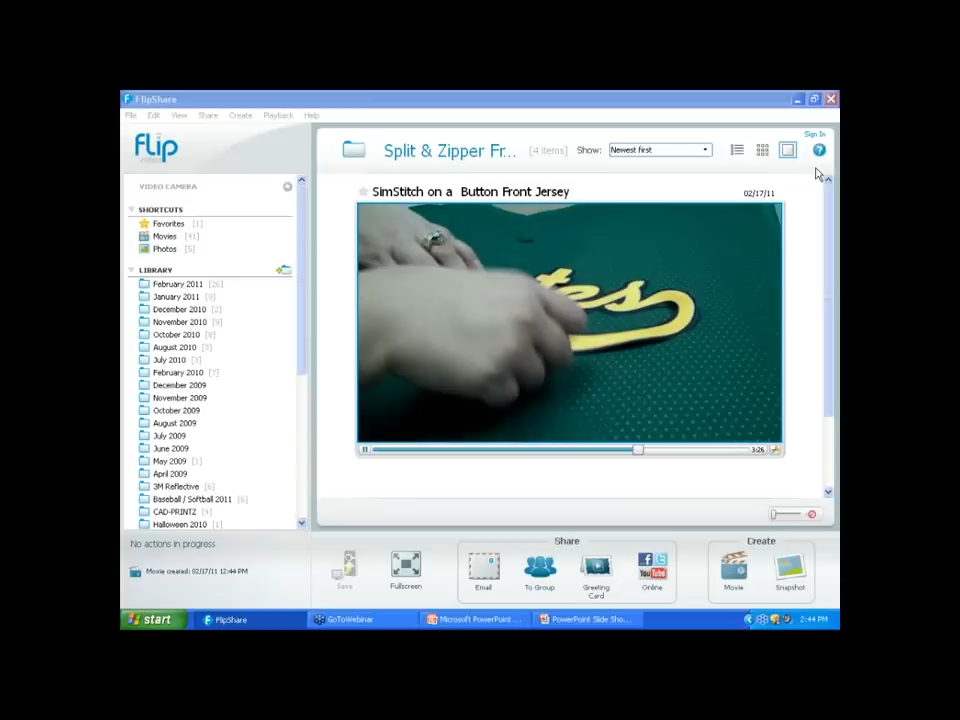 FlipShare
File Edit View Share Create Playback Help
flip
video
Split & Zipper Fr... [4 items] Show: Newest first
Sign In
?
VIDEO CAMERA
SHORTCUTS
Favorites [1]
Movies [41]
Photos [5]
LIBRARY
February 2011 [26]
January 2011 [9]
December 2010 [2]
November 2010 [9]
October 2010 [8]
August 2010 [3]
July 2010 [3]
February 2010 [7]
December 2009
November 2009
October 2009
August 2009
July 2009
June 2009
May 2009 [1]
April 2009
3M Reflective [6]
Baseball / Softball 2011 [6]
CAD-PRINTZ [4]
Halloween 2010 [1]
SimStitch on a Button Front Jersey 02/17/11
tes
3:26
No actions in progress
Movie created: 02/17/11 12:44 PM
Save
Fullscreen
Share
Email
To Group
Greeting Card
Online
You Tube
Create
Movie
Snapshot
start FlipShare GoToWebinar Microsoft PowerPoint ... PowerPoint Slide Sho... 2:44 PM